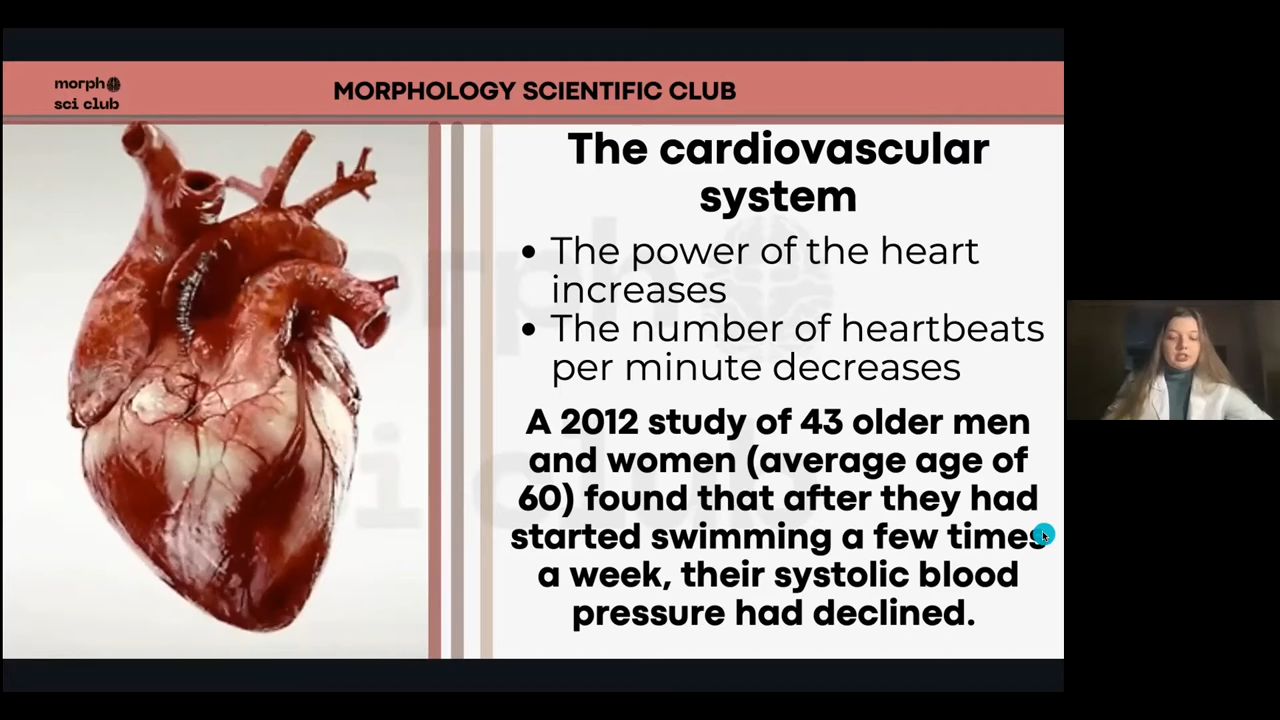 morph
sci club
MORPHOLOGY SCIENTIFIC CLUB
The cardiovascular
system
• The power of the heart
increases
• The number of heartbeats
per minute decreases
A 2012 study of 43 older men
and women (average age of
60) found that after they had
started swimming a few times
a week, their systolic blood
pressure had declined.